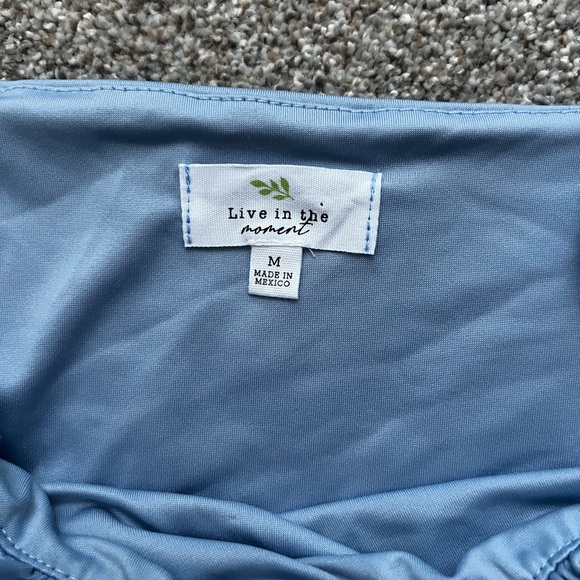 Live in the
moment
M
MADE IN
MEXICO